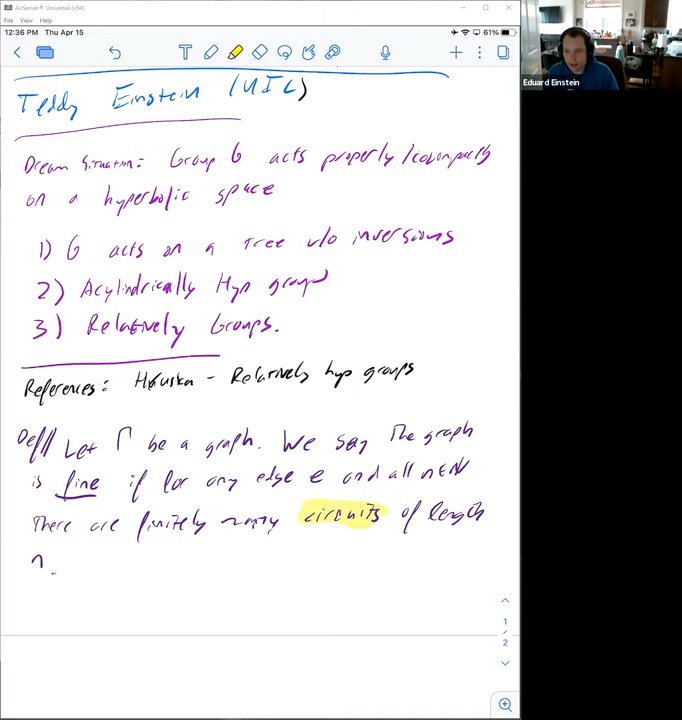 AirServer® Universal (x64)
File View Help
12:36 PM Thu Apr 15
61%
Eduard Einstein
Teddy Einstein (UIC)
Dream Situation: Group G acts properly/cocompactly
on a hyperbolic space
1) G acts on a Tree w/o inversions
2) Acylindrically Hyp group
3) Relatively Groups.
References: Hruska - Relatively hyp groups
Def// Let Γ be a graph. We say The graph
is fine if for any edge e and all n∈N
There are finitely many circuits of length
n.
1
/
2